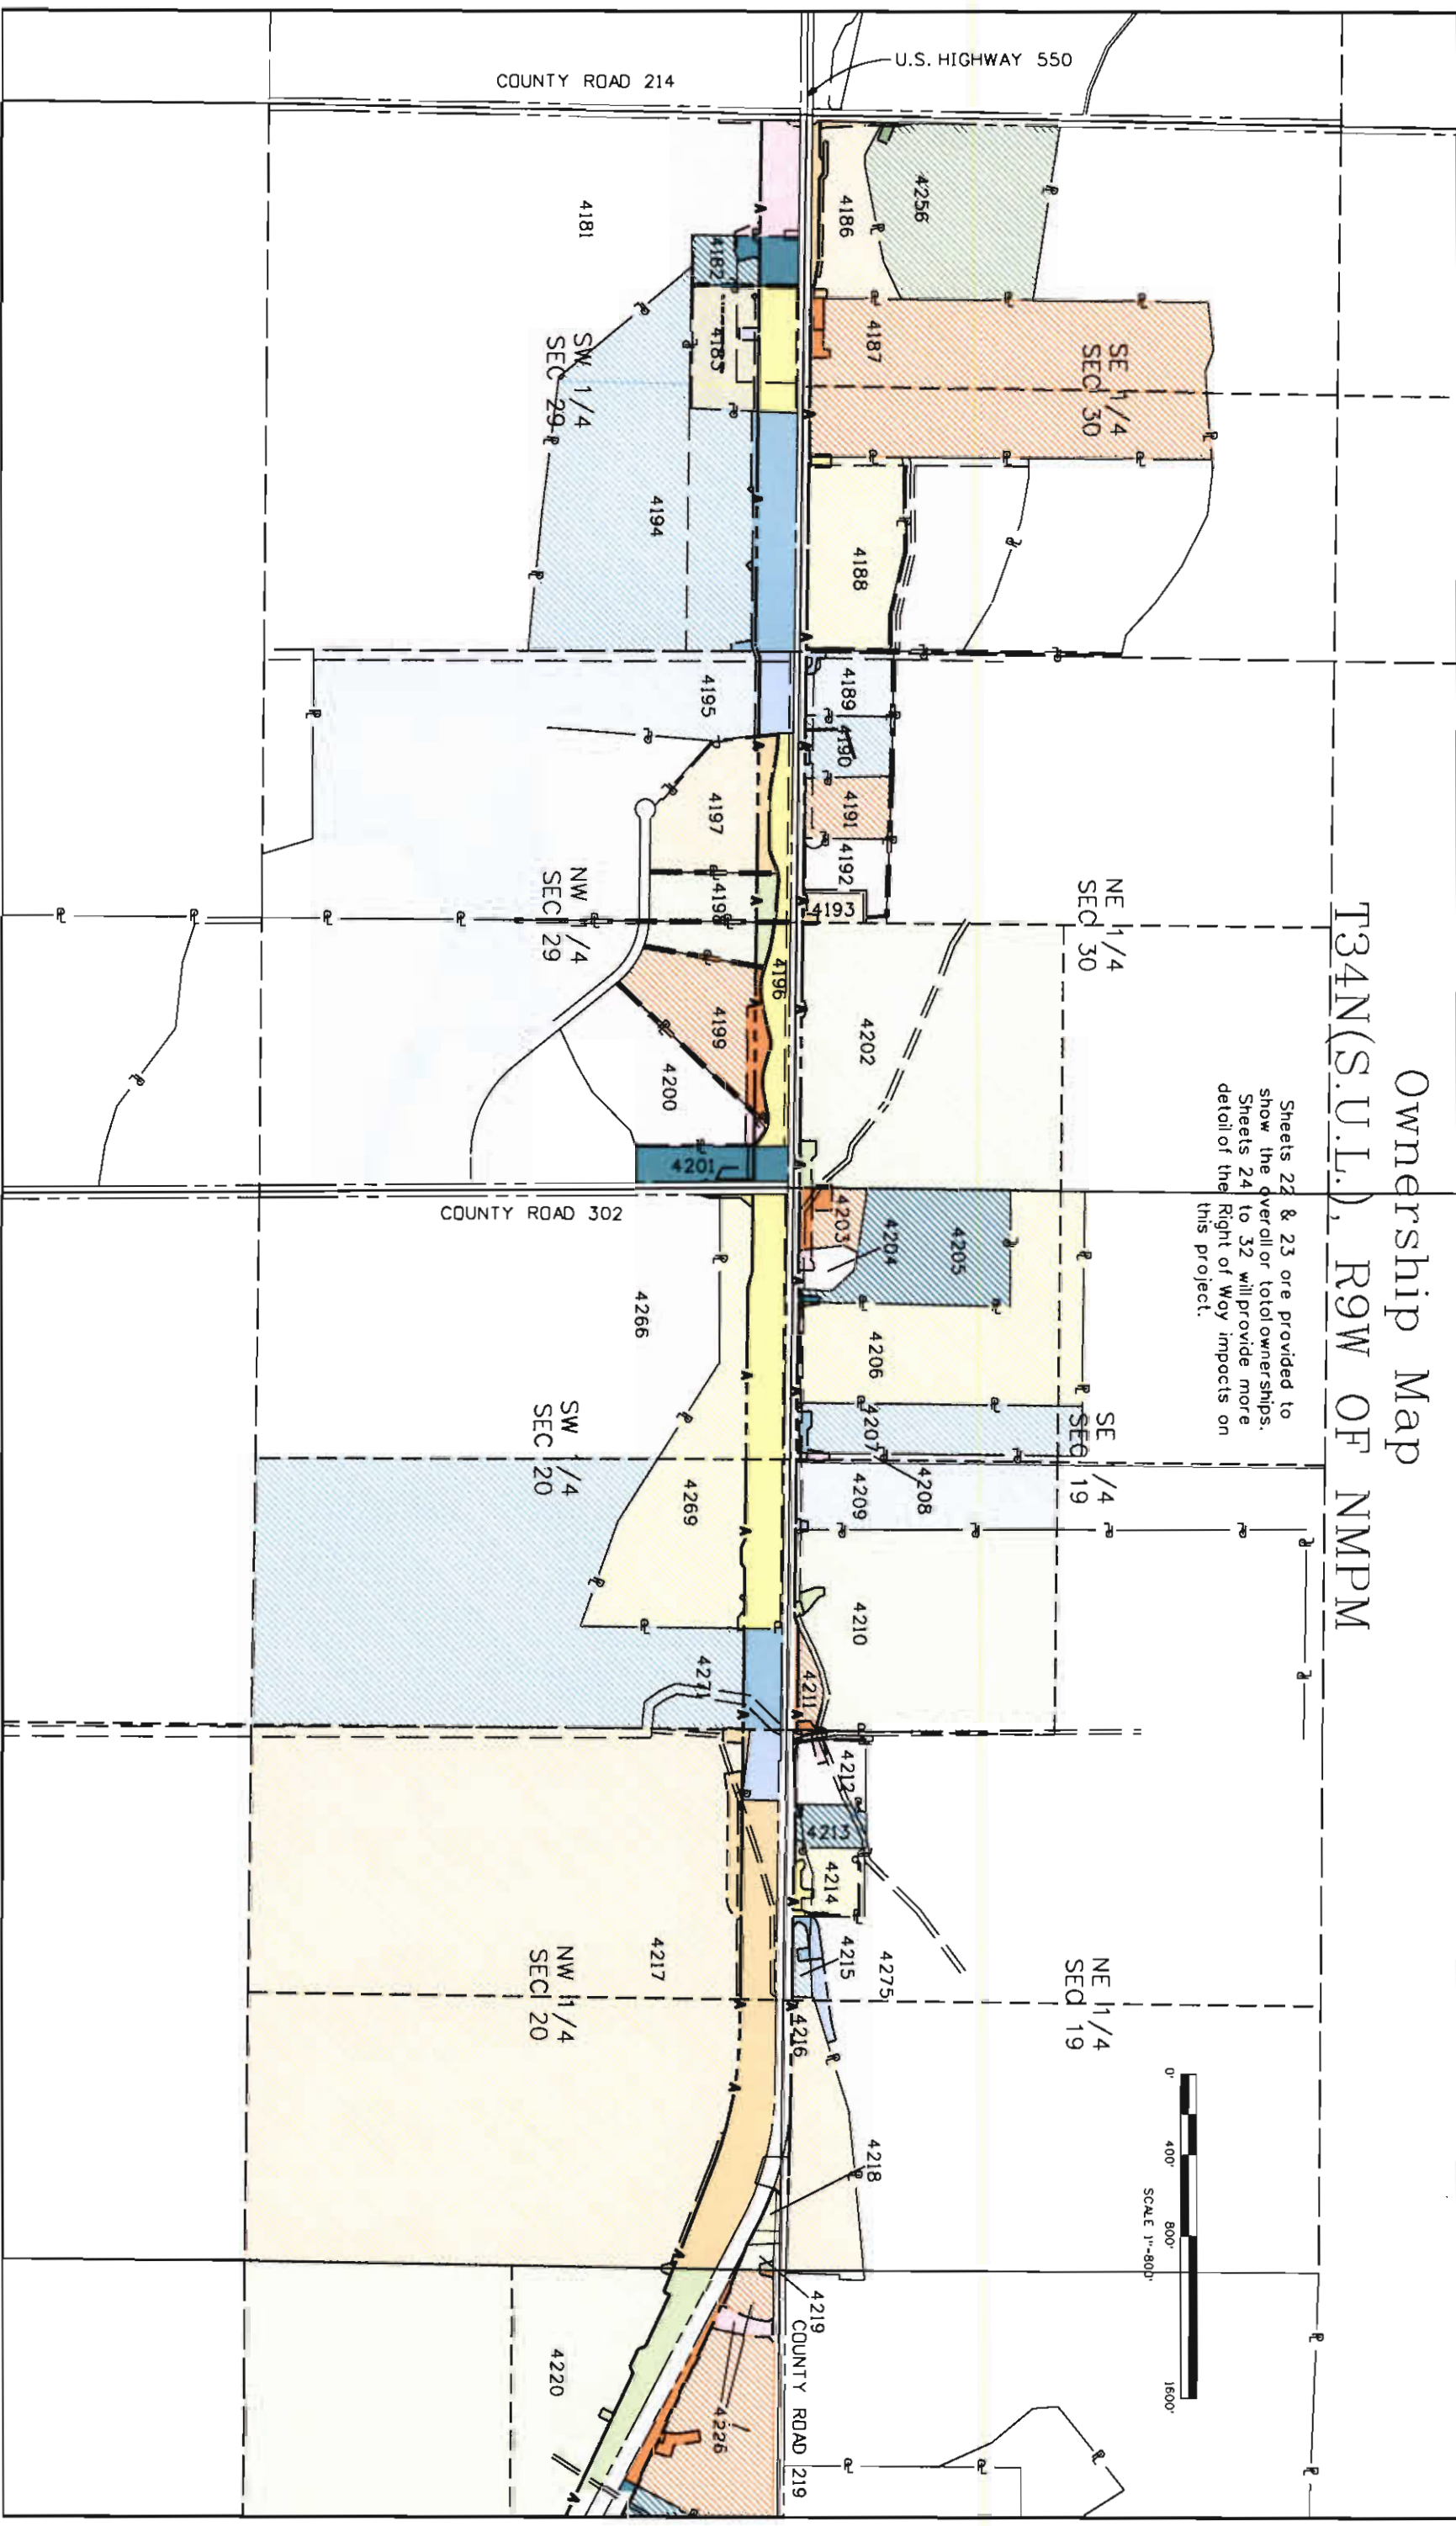 Ownership Map
T34N(S.U.L.), R9W OF NMPM
Sheets 22 & 23 are provided to
show the overall or total ownerships.
Sheets 24 to 32 will provide more
detail of the Right of Way impacts on
this project.
U.S. HIGHWAY 550
COUNTY ROAD 214
4256
4186
4181
4182
4183
4187
SE 1/4
SEC 30
SW 1/4
SEC 29
4194
4188
4195
4189
4190
4191
4192
4193
4197
4198
NW 1/4
SEC 29
NE 1/4
SEC 30
4196
4199
4200
4202
4201
COUNTY ROAD 302
4203
4204
4205
4266
4206
4207
4208
4209
SE 1/4
SEC 19
SW 1/4
SEC 20
4269
4210
4271
4211
4212
4213
4214
4215
4275
4217
NW 1/4
SEC 20
NE 1/4
SEC 19
4216
4218
4219
COUNTY ROAD 219
4220
4226
0'
400'
800'
1600'
SCALE 1"=800'